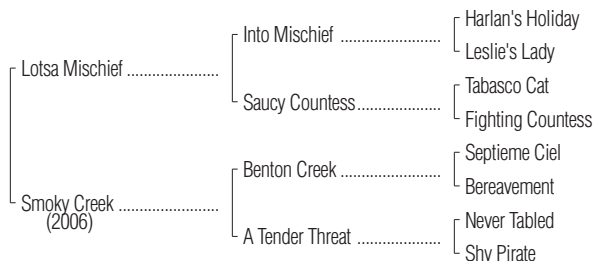 Harlan's Holiday
Into Mischief ....................
Leslie's Lady
Lotsa Mischief ......................
Tabasco Cat
Saucy Countess .................
Fighting Countess
Septieme Ciel
Benton Creek ....................
Bereavement
Smoky Creek ........................
(2006)
Never Tabled
A Tender Threat .................
Shy Pirate